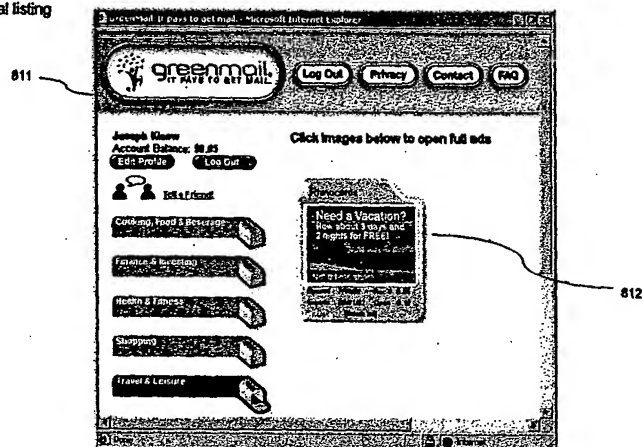 al listing
GreenMail. It pays to get mail. - Microsoft Internet Explorer
811
greenmail.
IT PAYS TO GET MAIL.
Log Out
Privacy
Contact
FAQ
Joseph
Account Balance:
Edit Profile
Log Out
Tell a Friend!
Click images below to open full ads
Cooking, Food & Beverage
Finance & Investing
Health & Fitness
Shopping
Travel & Leisure
Need a Vacation?
How about 3 days and
2 nights for FREE!
812
Done
Internet